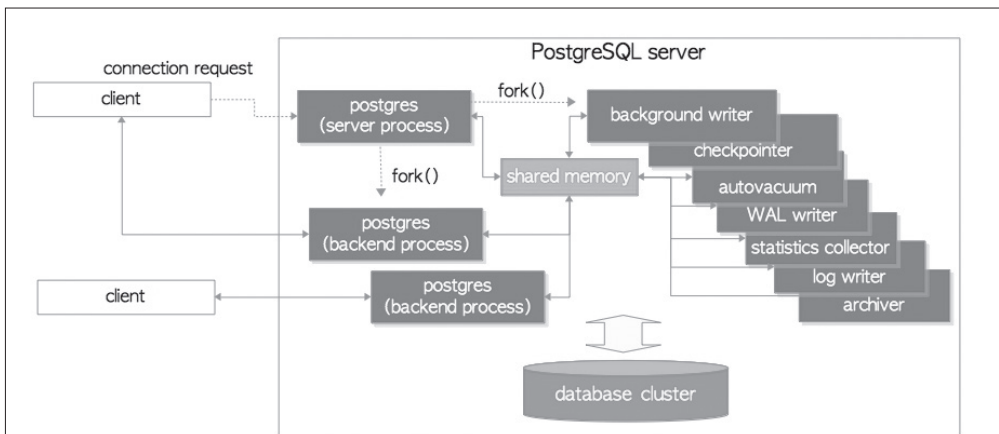 PostgreSQL server
connection request
client
postgres
(server process)
fork()
fork()
background writer
checkpointer
shared memory
autovacuum
WAL writer
postgres
(backend process)
statistics collector
log writer
client
postgres
(backend process)
archiver
database cluster